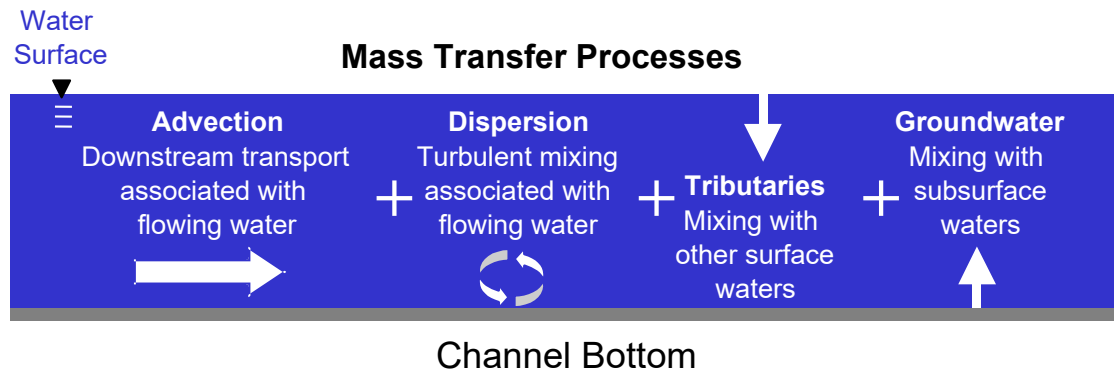 Water
Surface
Mass Transfer Processes
Advection
Downstream transport
associated with
flowing water
+
Dispersion
Turbulent mixing
associated with
flowing water
+
Tributaries
Mixing with
other surface
waters
+
Groundwater
Mixing with
subsurface
waters
Channel Bottom